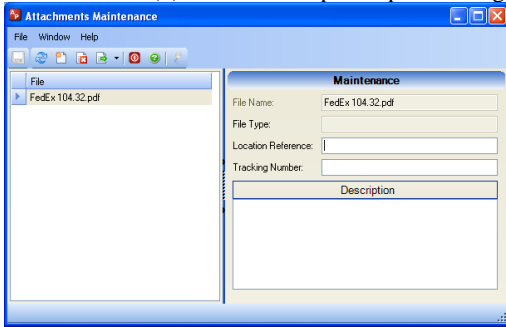 Attachments Maintenance
File Window Help
File
FedEx 104.32.pdf
Maintenance
File Name: FedEx 104.32.pdf
File Type:
Location Reference:
Tracking Number:
Description